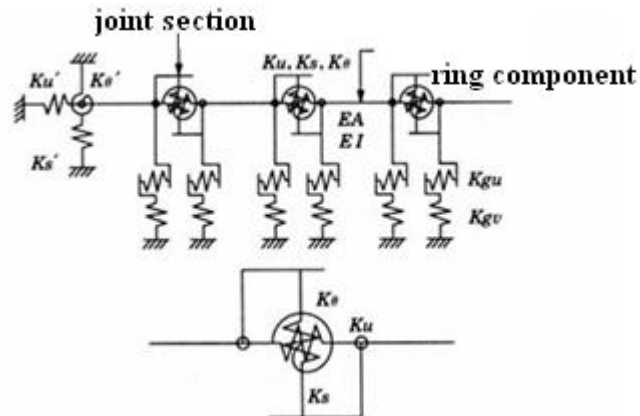 joint section
Ku' Kθ' Ku, Ks, Kθ ring component
EA
EI
Ks'
Kgu
Kgv
Kθ
Ku
Ks